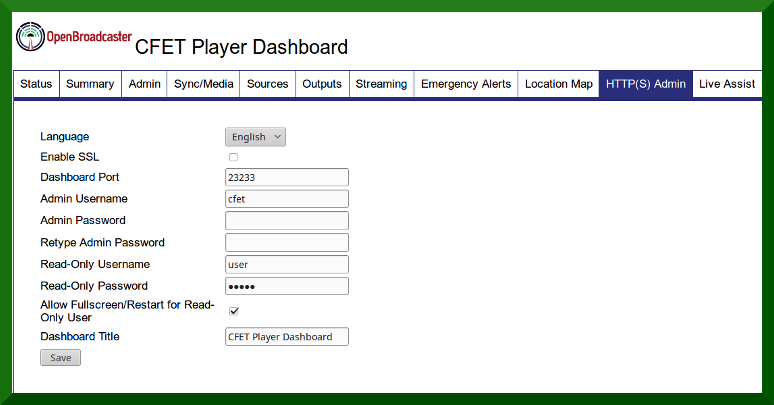 OpenBroadcaster CFET Player Dashboard
Status Summary Admin Sync/Media Sources Outputs Streaming Emergency Alerts Location Map HTTP(S) Admin Live Assist
Language English
Enable SSL
Dashboard Port 23233
Admin Username cfet
Admin Password
Retype Admin Password
Read-Only Username user
Read-Only Password •••••
Allow Fullscreen/Restart for Read-
Only User
Dashboard Title CFET Player Dashboard
Save